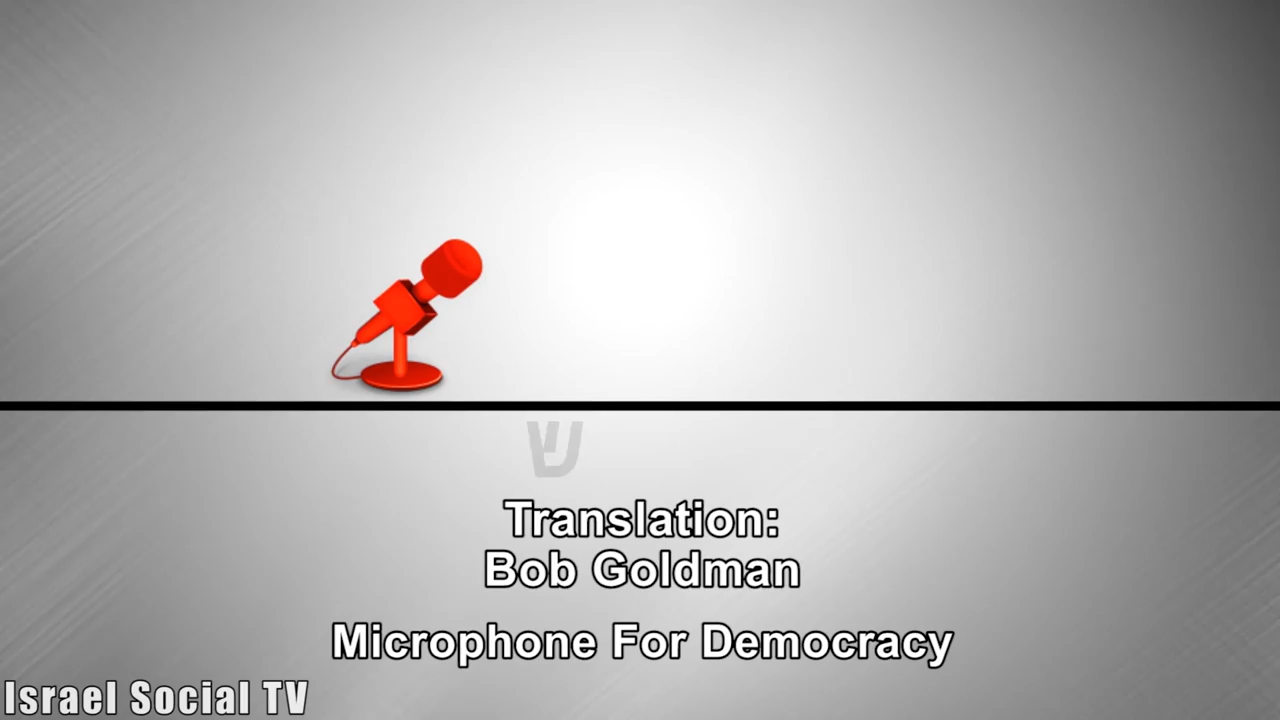 ש
Translation:
Bob Goldman
Microphone For Democracy
Israel Social TV